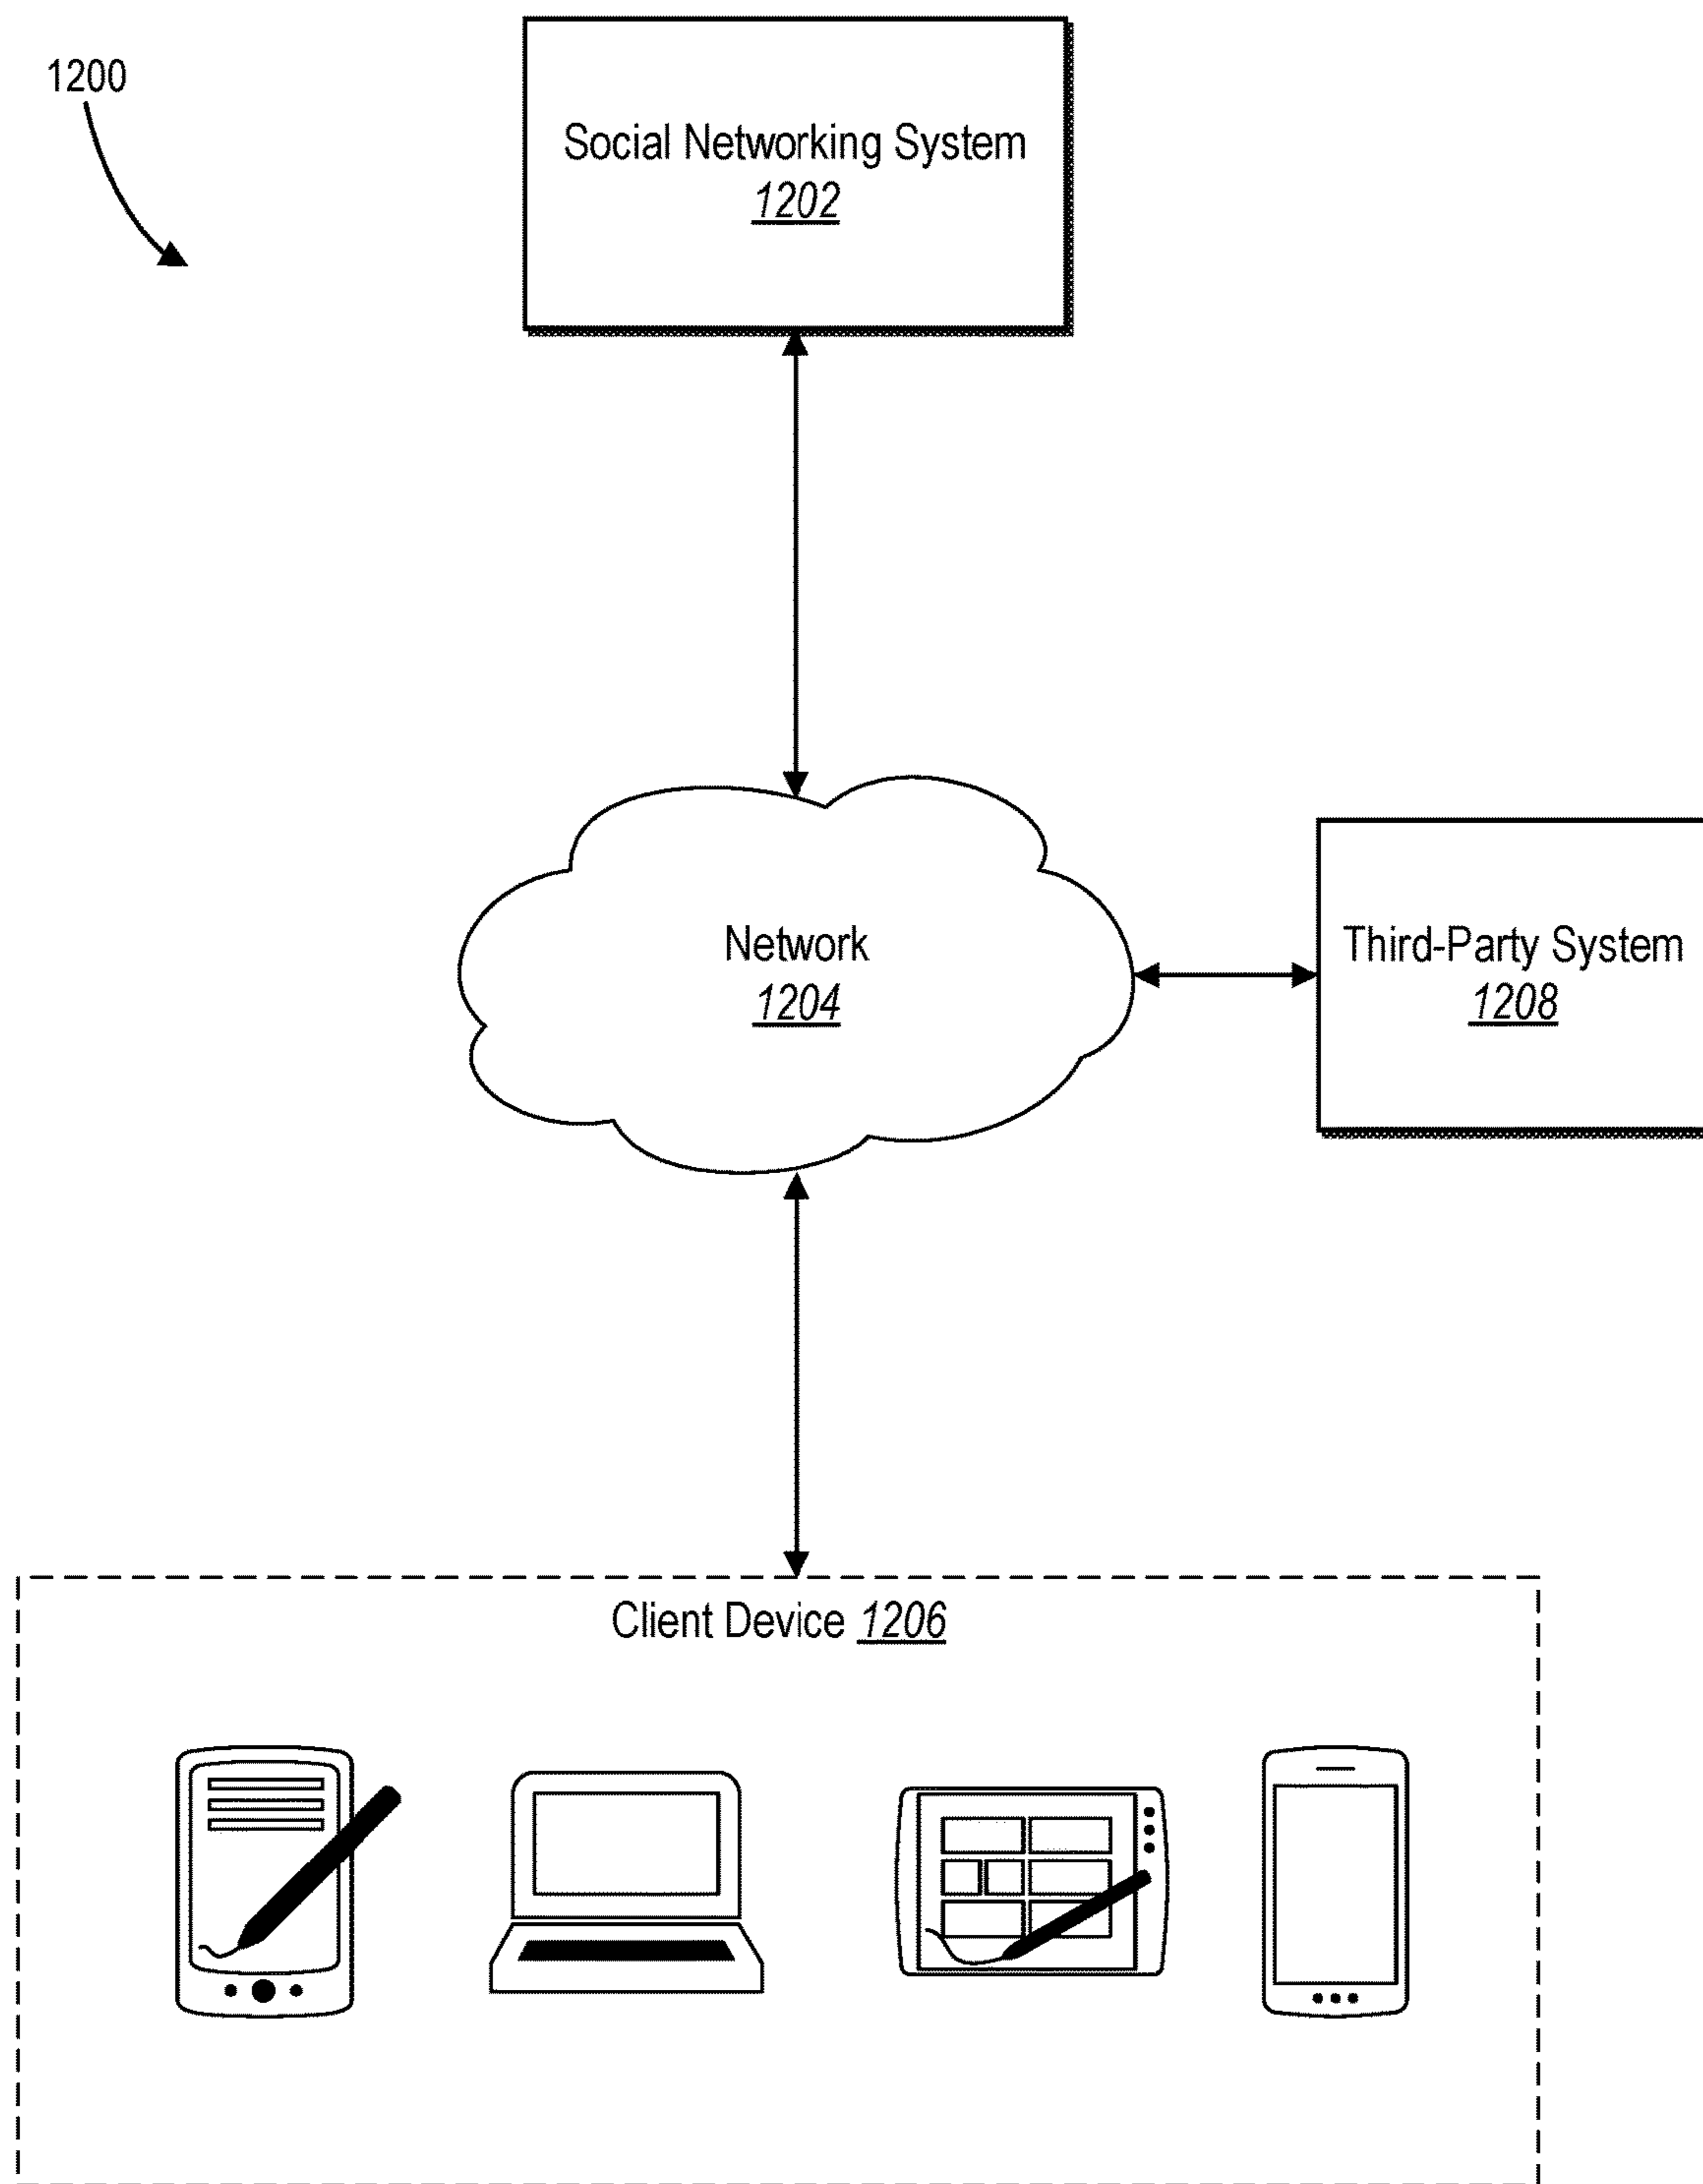 1200
Social Networking System
1202
Network
1204
Third-Party System
1208
Client Device 1206